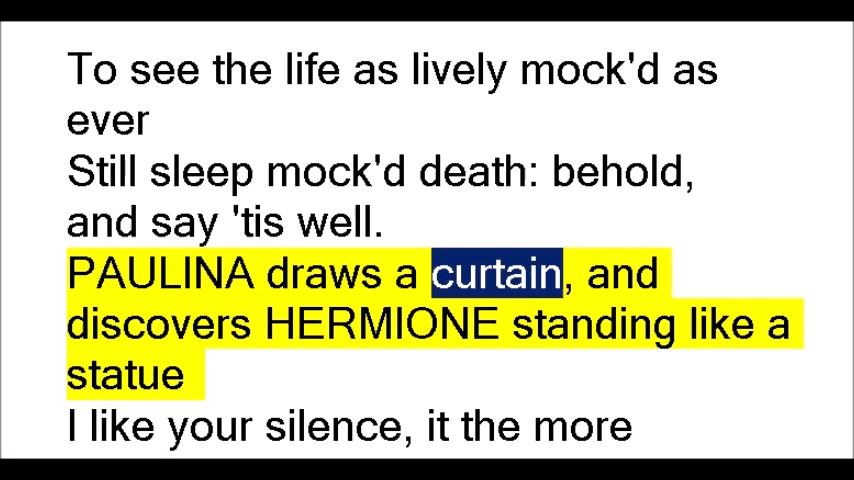 To see the life as lively mock'd as
ever
Still sleep mock'd death: behold,
and say 'tis well.
PAULINA draws a curtain, and
discovers HERMIONE standing like a
statue
I like your silence, it the more